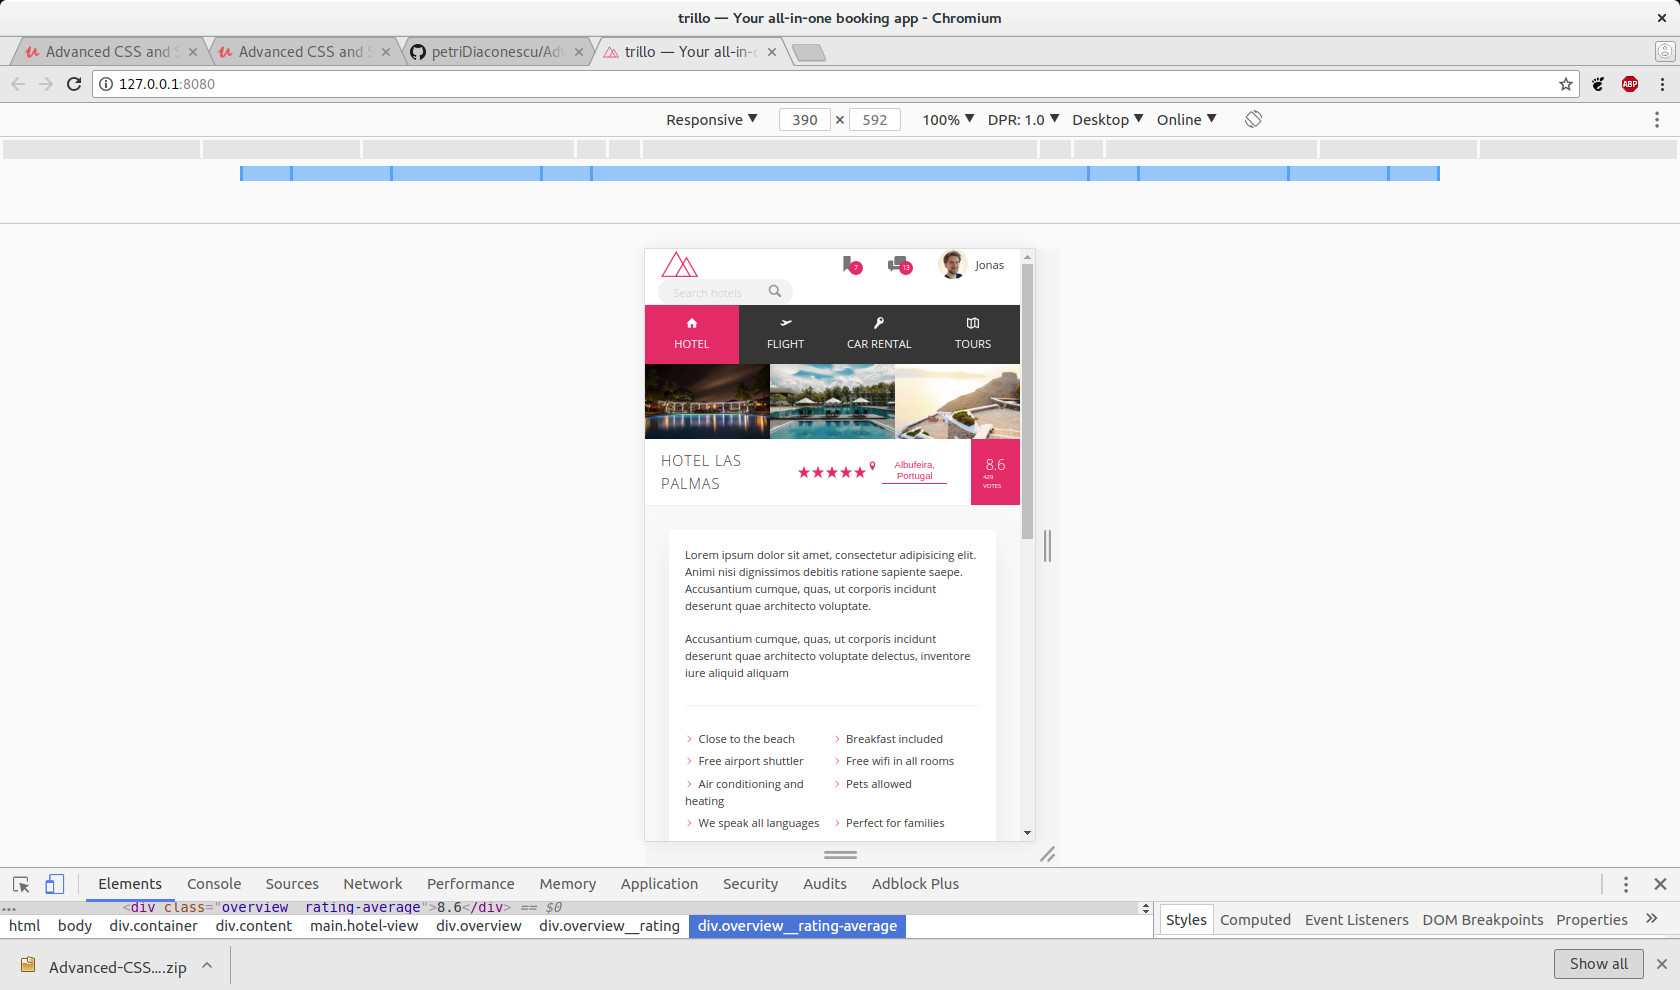 trillo — Your all-in-one booking app - Chromium
Advanced CSS and S
Advanced CSS and S
petriDiaconescu/Adv
trillo — Your all-in-o
127.0.0.1:8080
ABP
Responsive
390 × 592
100%
DPR: 1.0
Desktop
Online
7
13
Jonas
Search hotels
HOTEL
FLIGHT
CAR RENTAL
TOURS
HOTEL LAS
PALMAS
Albufeira,
Portugal
8.6
429
VOTES
Lorem ipsum dolor sit amet, consectetur adipisicing elit.
Animi nisi dignissimos debitis ratione sapiente saepe.
Accusantium cumque, quas, ut corporis incidunt
deserunt quae architecto voluptate.
Accusantium cumque, quas, ut corporis incidunt
deserunt quae architecto voluptate delectus, inventore
iure aliquid aliquam
Close to the beach
Breakfast included
Free airport shuttler
Free wifi in all rooms
Air conditioning and
heating
Pets allowed
We speak all languages
Perfect for families
Elements
Console
Sources
Network
Performance
Memory
Application
Security
Audits
Adblock Plus
<div class="overview__rating-average">8.6</div> == $0
html
body
div.container
div.content
main.hotel-view
div.overview
div.overview__rating
div.overview__rating-average
Styles
Computed
Event Listeners
DOM Breakpoints
Properties
Advanced-CSS....zip
Show all